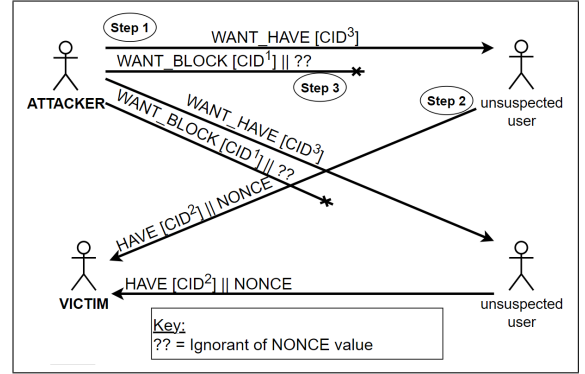 Step 1
WANT_HAVE [CID³]
WANT_BLOCK [CID¹] || ??
Step 3
ATTACKER
Step 2
unsuspected
user
WANT_HAVE [CID³]
WANT_BLOCK [CID¹] || ??
HAVE [CID²] || NONCE
HAVE [CID²] || NONCE
VICTIM
unsuspected
user
Key:
?? = Ignorant of NONCE value